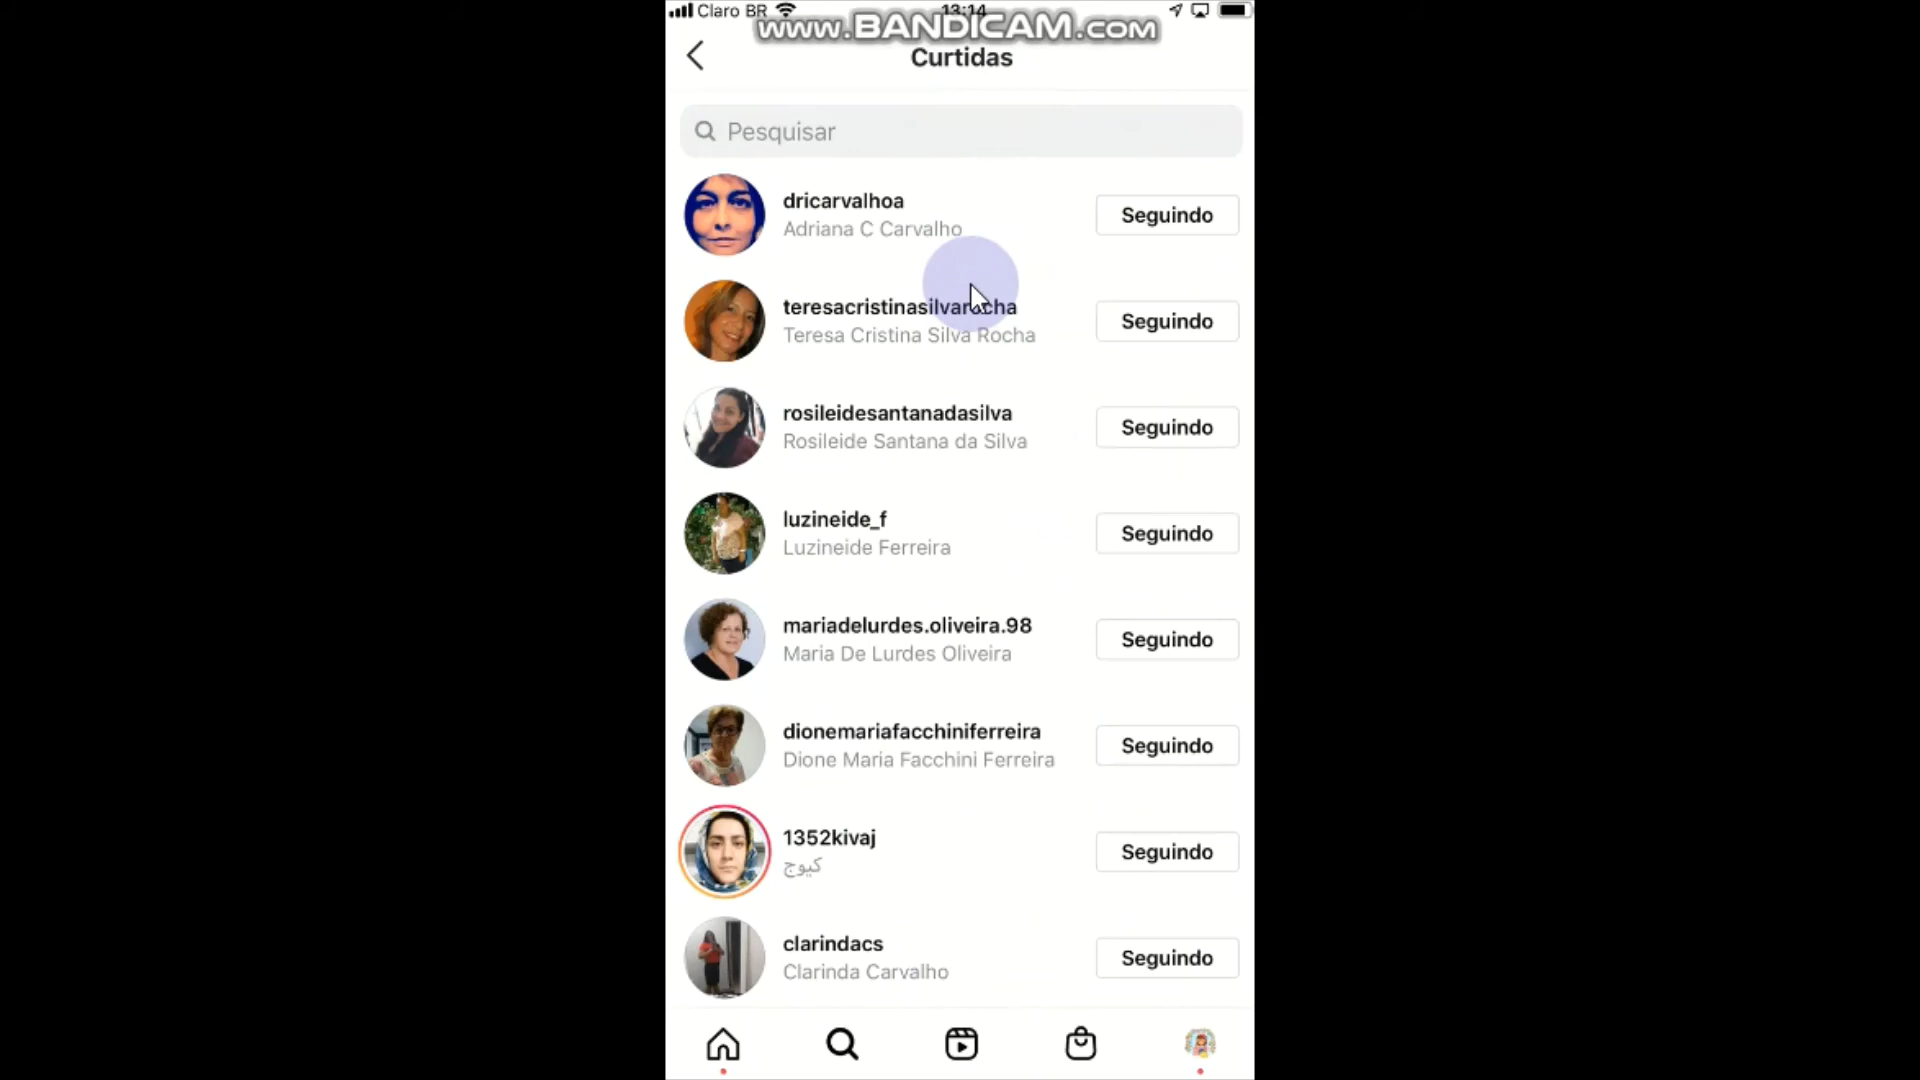 Claro BR 13:14
www.BANDICAM.com
Curtidas
Pesquisar
dricarvalhoa
Adriana C Carvalho
Seguindo
teresacristinasilvarocha
Teresa Cristina Silva Rocha
Seguindo
rosileidesantanadasilva
Rosileide Santana da Silva
Seguindo
luzineide_f
Luzineide Ferreira
Seguindo
mariadelurdes.oliveira.98
Maria De Lurdes Oliveira
Seguindo
dionemariafacchiniferreira
Dione Maria Facchini Ferreira
Seguindo
1352kivaj
کیوج
Seguindo
clarindacs
Clarinda Carvalho
Seguindo